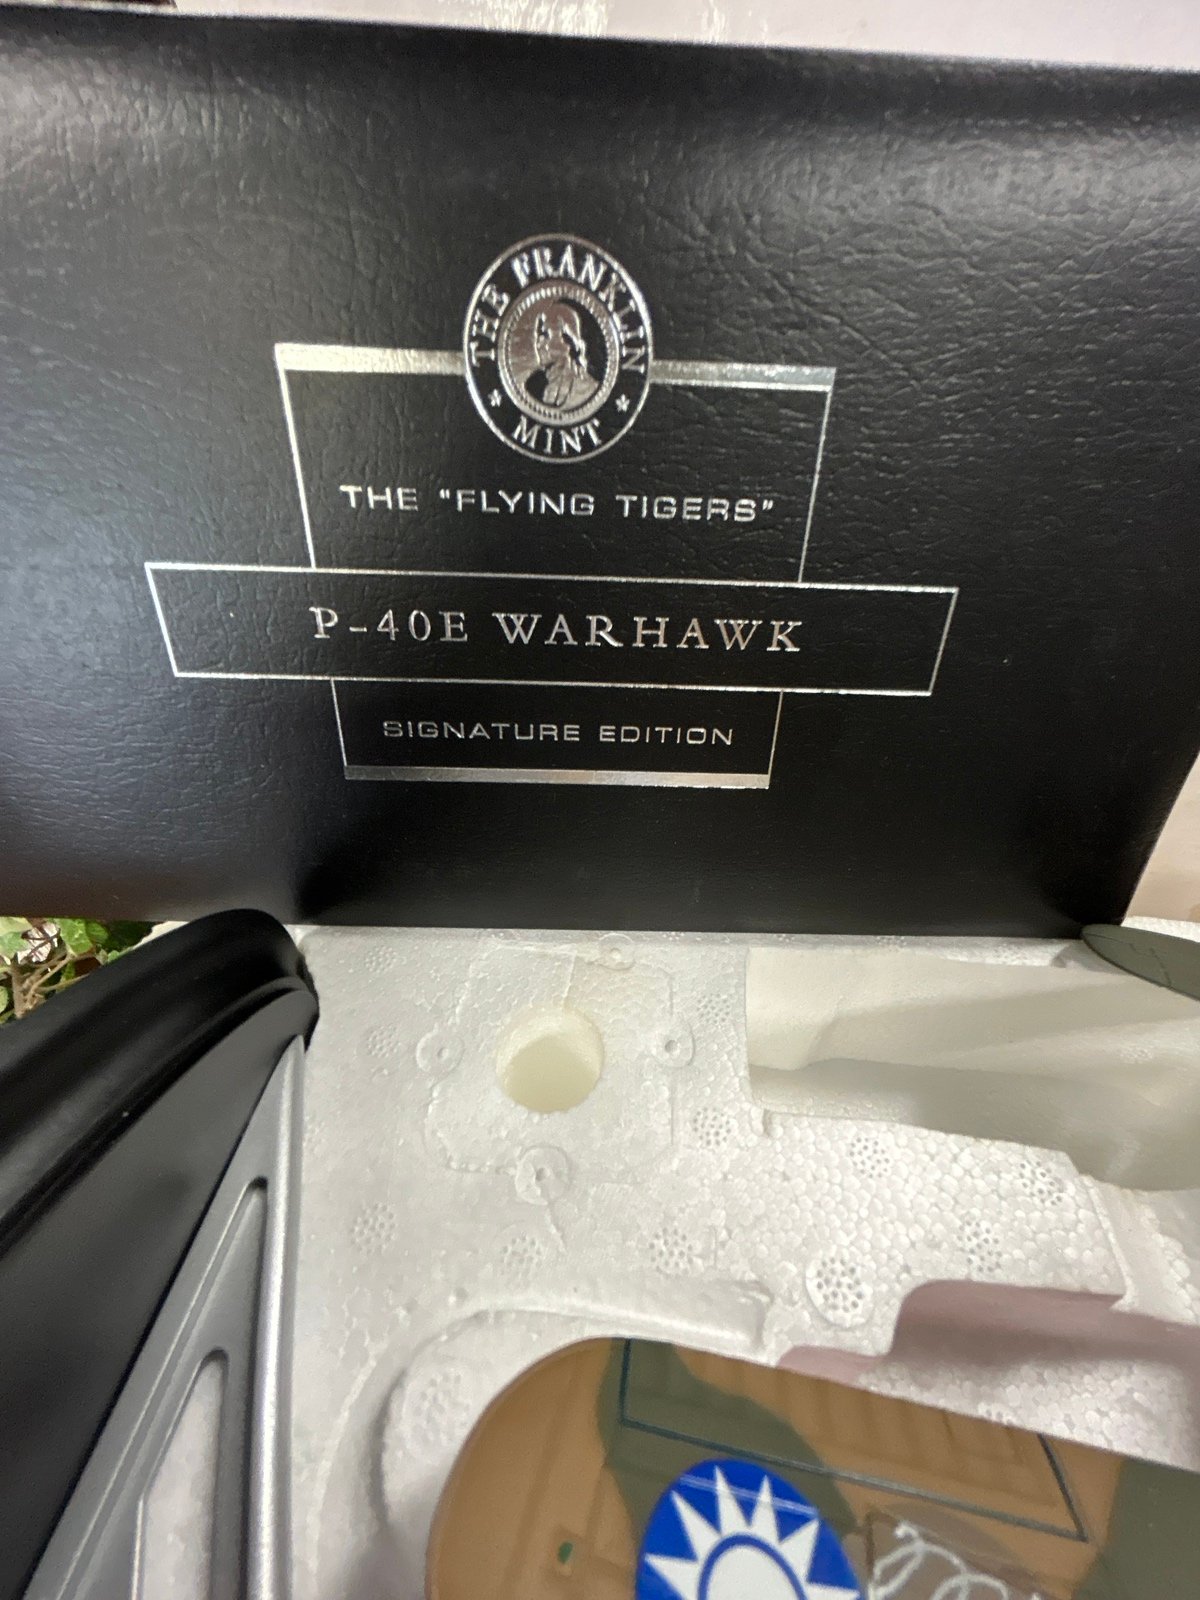 THE FRANKLIN
MINT
THE "FLYING TIGERS"
P-40E WARHAWK
SIGNATURE EDITION